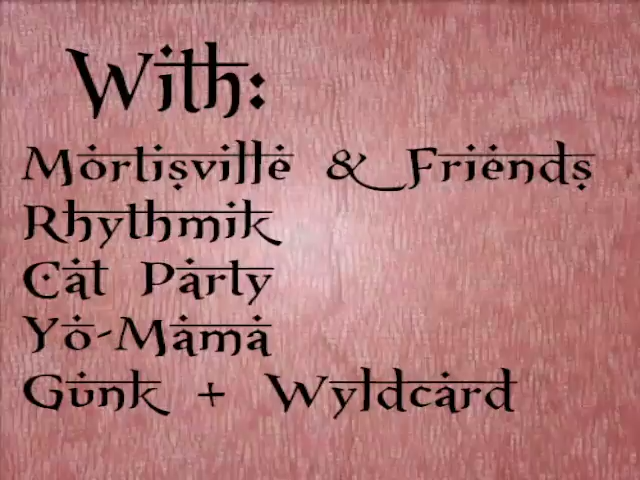 With:
Mortisville & Friends
Rhythmik
Cat Party
Yo-Mama
Gunk + Wyldcard